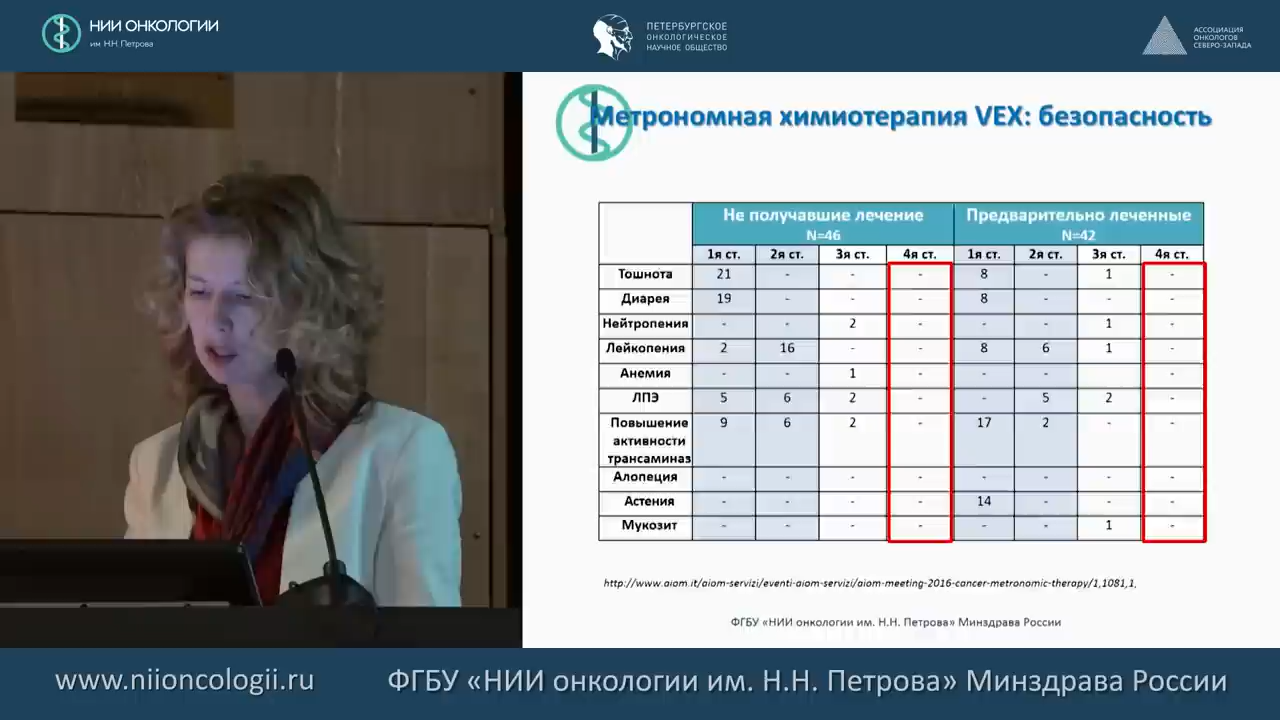 НИИ ОНКОЛОГИИ
им. Н.Н. Петрова
ПЕТЕРБУРГСКОЕ
ОНКОЛОГИЧЕСКОЕ
НАУЧНОЕ ОБЩЕСТВО
АССОЦИАЦИЯ
ОНКОЛОГОВ
СЕВЕРО-ЗАПАДА
Метрономная химиотерапия VEX: безопасность
Не получавшие лечение Предварительно леченные
N=46 N=42
1я ст. 2я ст. 3я ст. 4я ст. 1я ст. 2я ст. 3я ст. 4я ст.
Тошнота 21 - - - 8 - 1 -
Диарея 19 - - - 8 - - -
Нейтропения - - 2 - - - 1 -
Лейкопения 2 16 - - 8 6 1 -
Анемия - - 1 - - - - -
ЛПЭ 5 6 2 - - 5 2 -
Повышение 9 6 2 - 17 2 - -
активности
трансаминаз
Алопеция - - - - - - - -
Астения - - - - 14 - - -
Мукозит - - - - - - 1 -
http://www.aiom.it/aiom-servizi/eventi-aiom-servizi/aiom-meeting-2016-cancer-metronomic-therapy/1,1081,1,
ФГБУ «НИИ онкологии им. Н.Н. Петрова» Минздрава России
www.niioncologii.ru ФГБУ «НИИ онкологии им. Н.Н. Петрова» Минздрава России